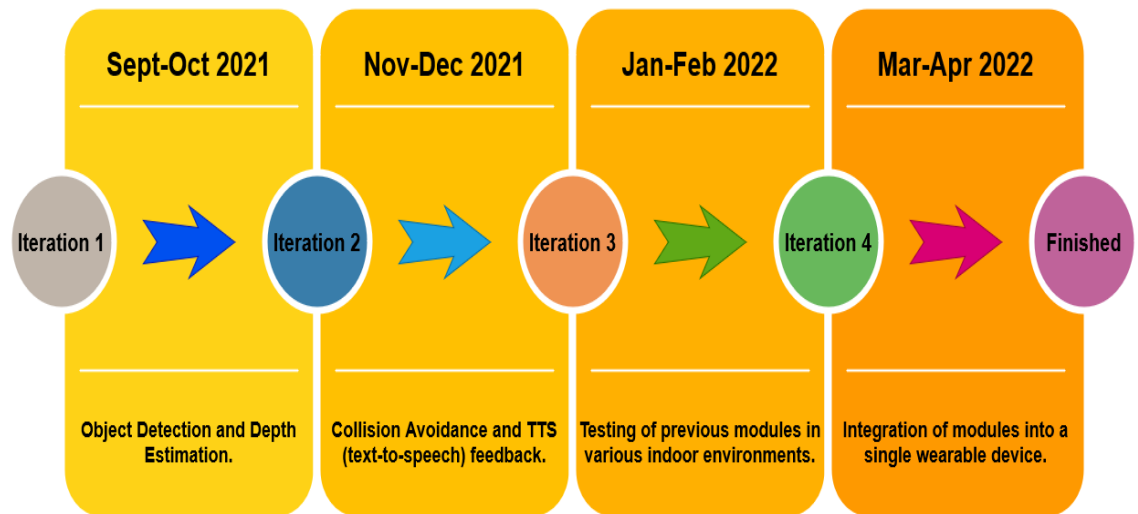 Sept-Oct 2021
Nov-Dec 2021
Jan-Feb 2022
Mar-Apr 2022
Iteration 1
Iteration 2
Iteration 3
Iteration 4
Finished
Object Detection and Depth
Estimation.
Collision Avoidance and TTS
(text-to-speech) feedback.
Testing of previous modules in
various indoor environments.
Integration of modules into a
single wearable device.